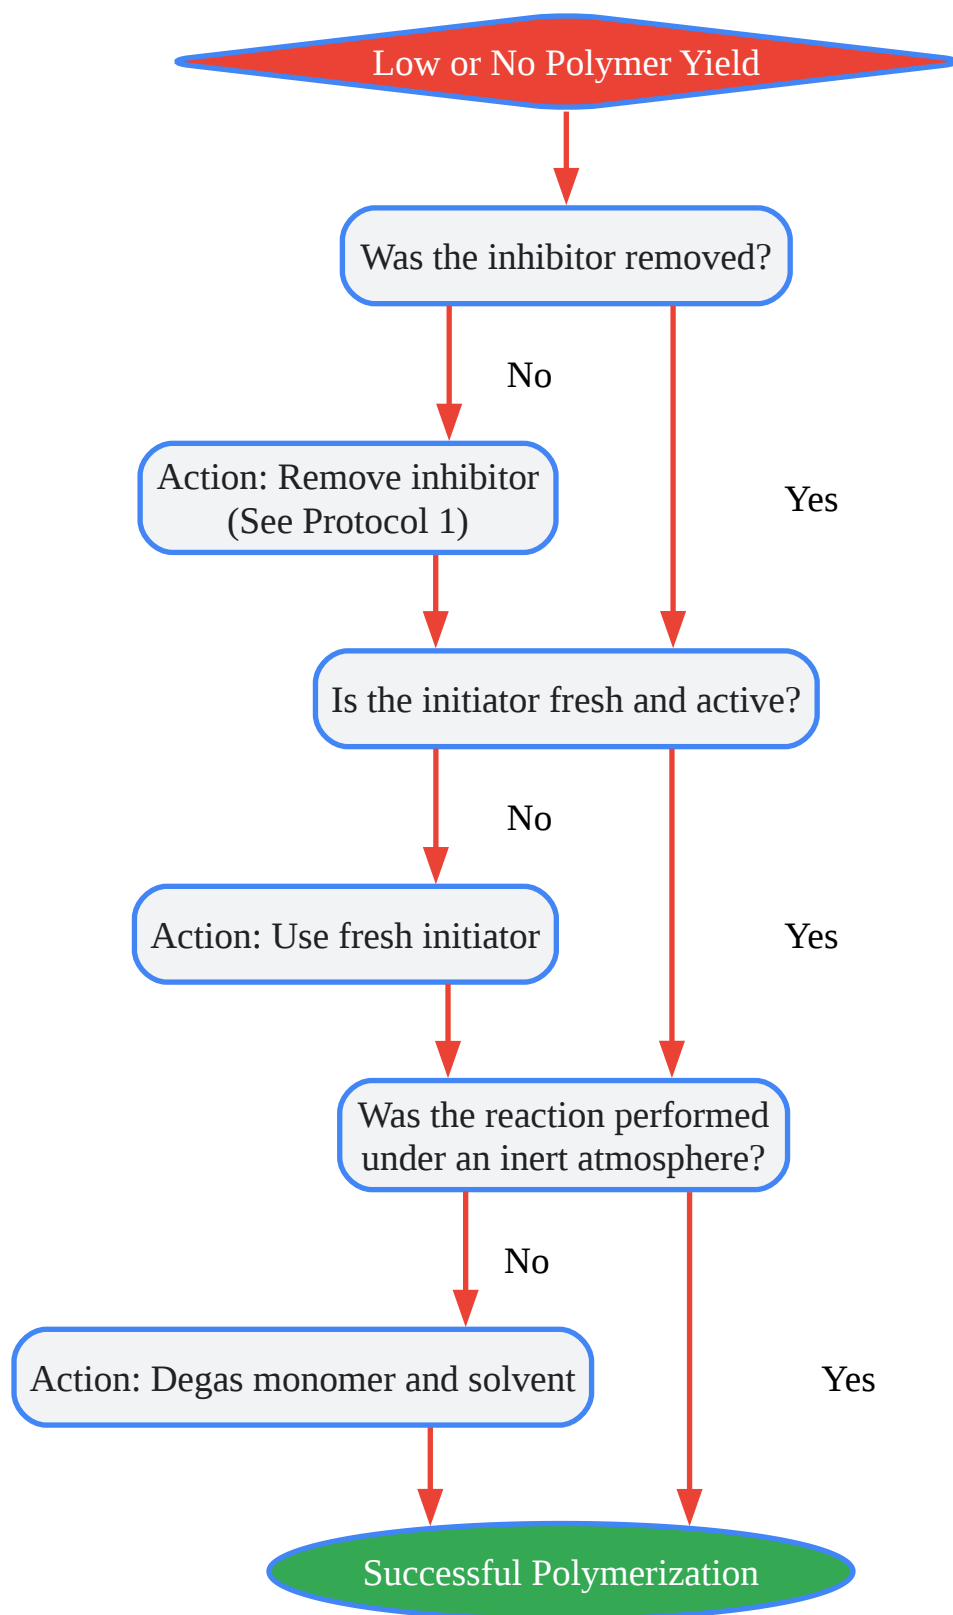 Low or No Polymer Yield
Was the inhibitor removed?
No
Action: Remove inhibitor
(See Protocol 1)
Yes
Is the initiator fresh and active?
No
Action: Use fresh initiator
Yes
Was the reaction performed
under an inert atmosphere?
No
Action: Degas monomer and solvent
Yes
Successful Polymerization